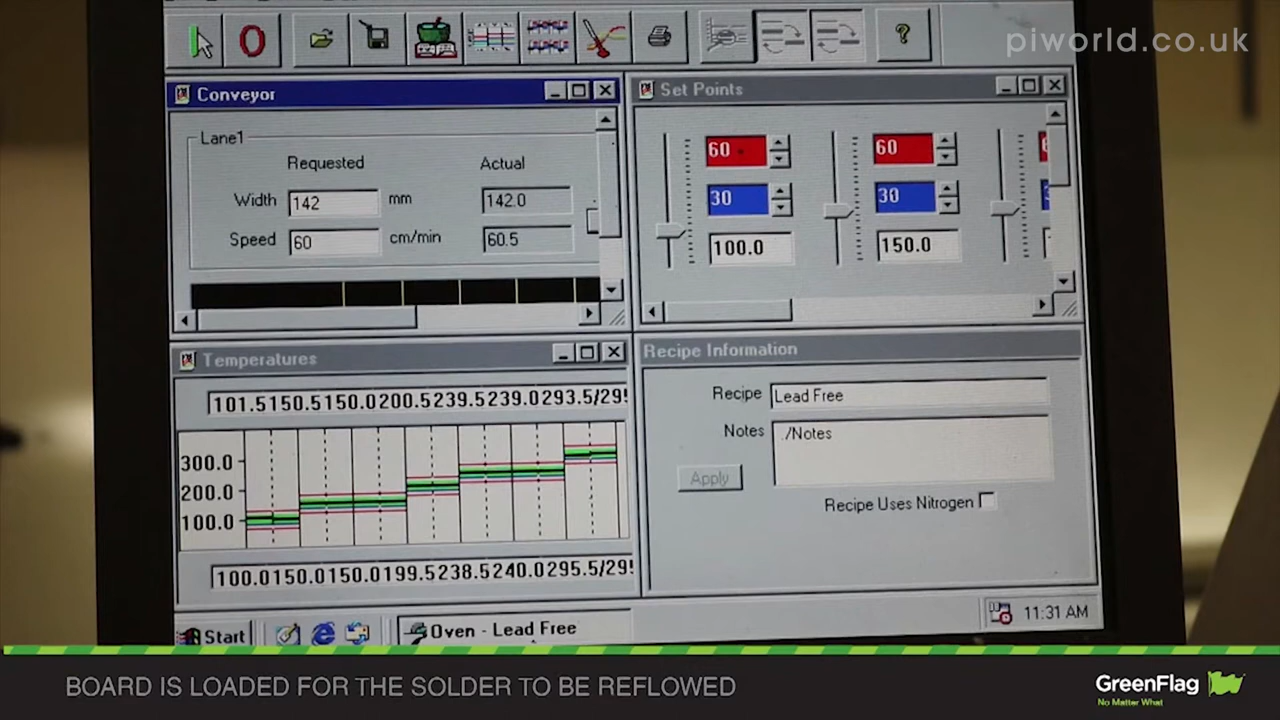 piworld.co.uk
Conveyor
Lane1
Requested Actual
Width 142 mm 142.0
Speed 60 cm/min 60.5
Set Points
60 60
30 30
100.0 150.0
Temperatures
101.5150.5150.0200.5239.5239.0293.5/29
300.0
200.0
100.0
100.0150.0150.0199.5238.5240.0295.5/29
Recipe Information
Recipe Lead Free
Notes ./Notes
Apply
Recipe Uses Nitrogen
Start Oven - Lead Free 11:31 AM
BOARD IS LOADED FOR THE SOLDER TO BE REFLOWED
GreenFlag
No Matter What